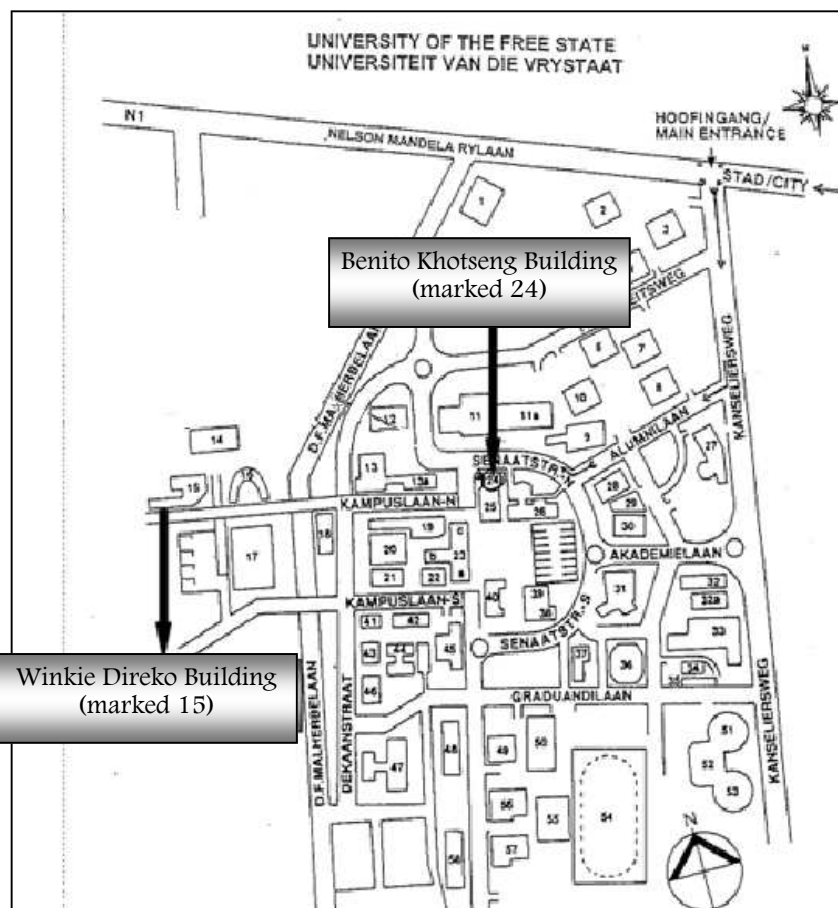 UNIVERSITY OF THE FREE STATE
UNIVERSITEIT VAN DIE VRYSTAAT
N
IN1
NELSON MANDELA RYLAAN
HOOFINGANG/
MAIN ENTRANCE
STAD/CITY
1
2
3
Benito Khotseng Building
(marked 24)
EITSWEG
KANSELIERSWEG
D.F. MALHERBELAAN
6
7
8
10
11
11a
9
12
ALUMNILAAN
27
14
13
13a
SENAATSTR-N
24
25
26
28
29
30
15
KAMPUSLAAN-N
17
18
19
20
21
22
23
C
B
a
AKADEMIELAAN
31
32
32a
33
KAMPUSLAAN-S
40
39
38
SENAATSTR-S
41
42
43
45
46
37
36
35
34
Winkie Direko Building
(marked 15)
GRADUANDILAAN
D.F. MALHERBELAAN
DEKAANSTRAAT
KANSELIERSWEG
47
48
49
50
51
52
53
54
55
56
57
58
N